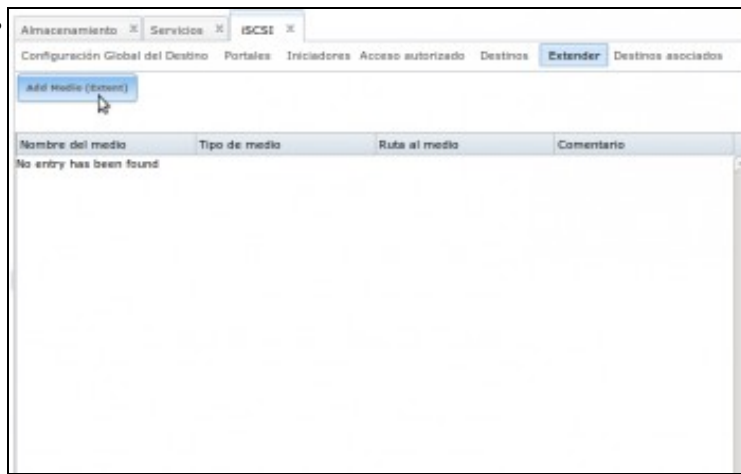 Almacenamiento Servicios iSCSI
Configuración Global del Destino Portales Iniciadores Acceso autorizado Destinos Extender Destinos asociados
Add Medio (Extent)
Nombre del medio Tipo de medio Ruta al medio Comentario
No entry has been found